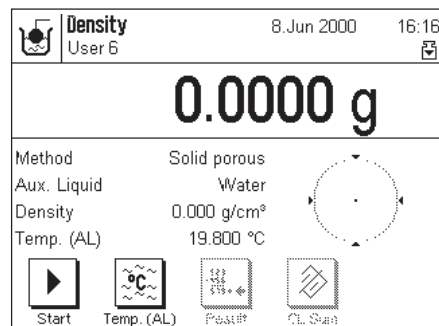 Density 8.Jun 2000 16:16
User 6
0.0000 g
Method Solid porous
Aux. Liquid Water
Density 0.000 g/cm³
Temp. (AL) 19.800 °C
°C
Start Temp. (AL) Result